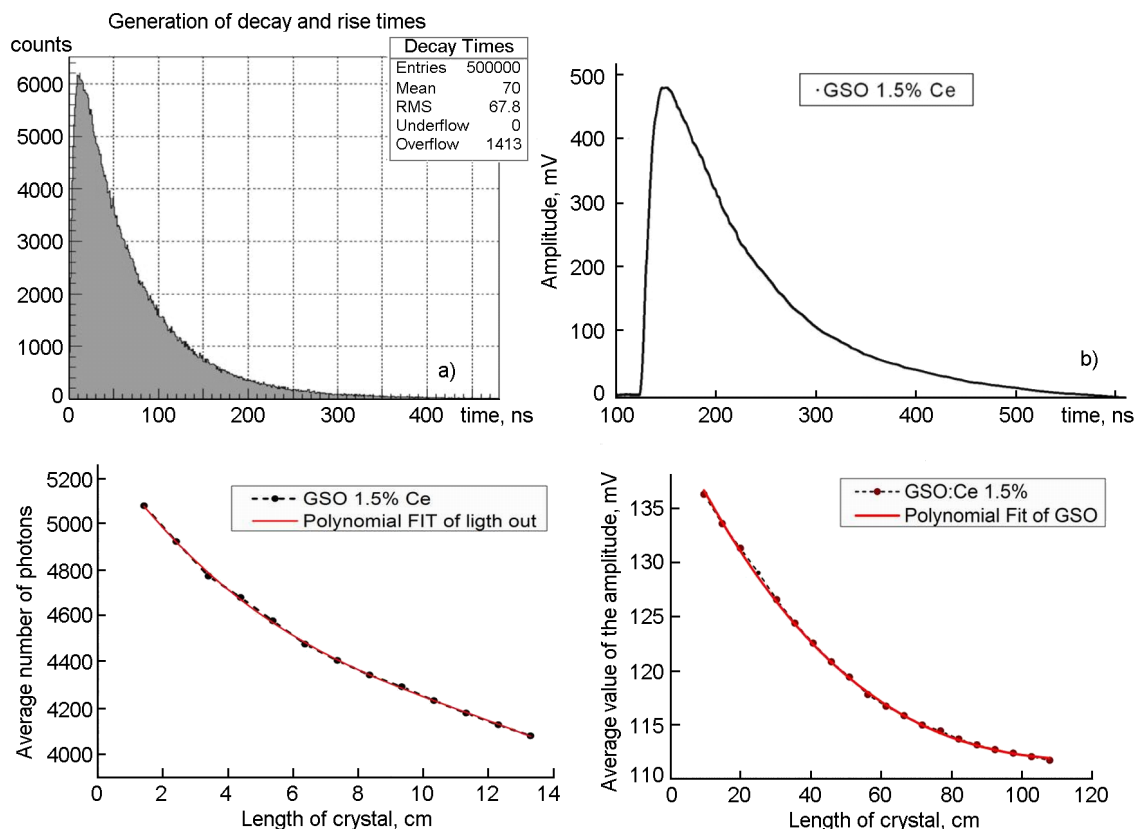 Generation of decay and rise times
counts
Decay Times
Entries 500000
Mean 70
RMS 67.8
Underflow 0
Overflow 1413
6000
5000
4000
3000
2000
1000
0
a)
0 100 200 300 400 time, ns
Amplitude, mV
500
400
300
200
100
0
GSO 1.5% Ce
b)
100 200 300 400 500 time, ns
Average number of photons
5200
5000
4800
4600
4400
4200
4000
GSO 1.5% Ce
Polynomial FIT of ligth out
0 2 4 6 8 10 12 14
Length of crystal, cm
Average value of the amplitude, mV
135
130
125
120
115
110
GSO:Ce 1.5%
Polynomial Fit of GSO
0 20 40 60 80 100 120
Length of crystal, cm